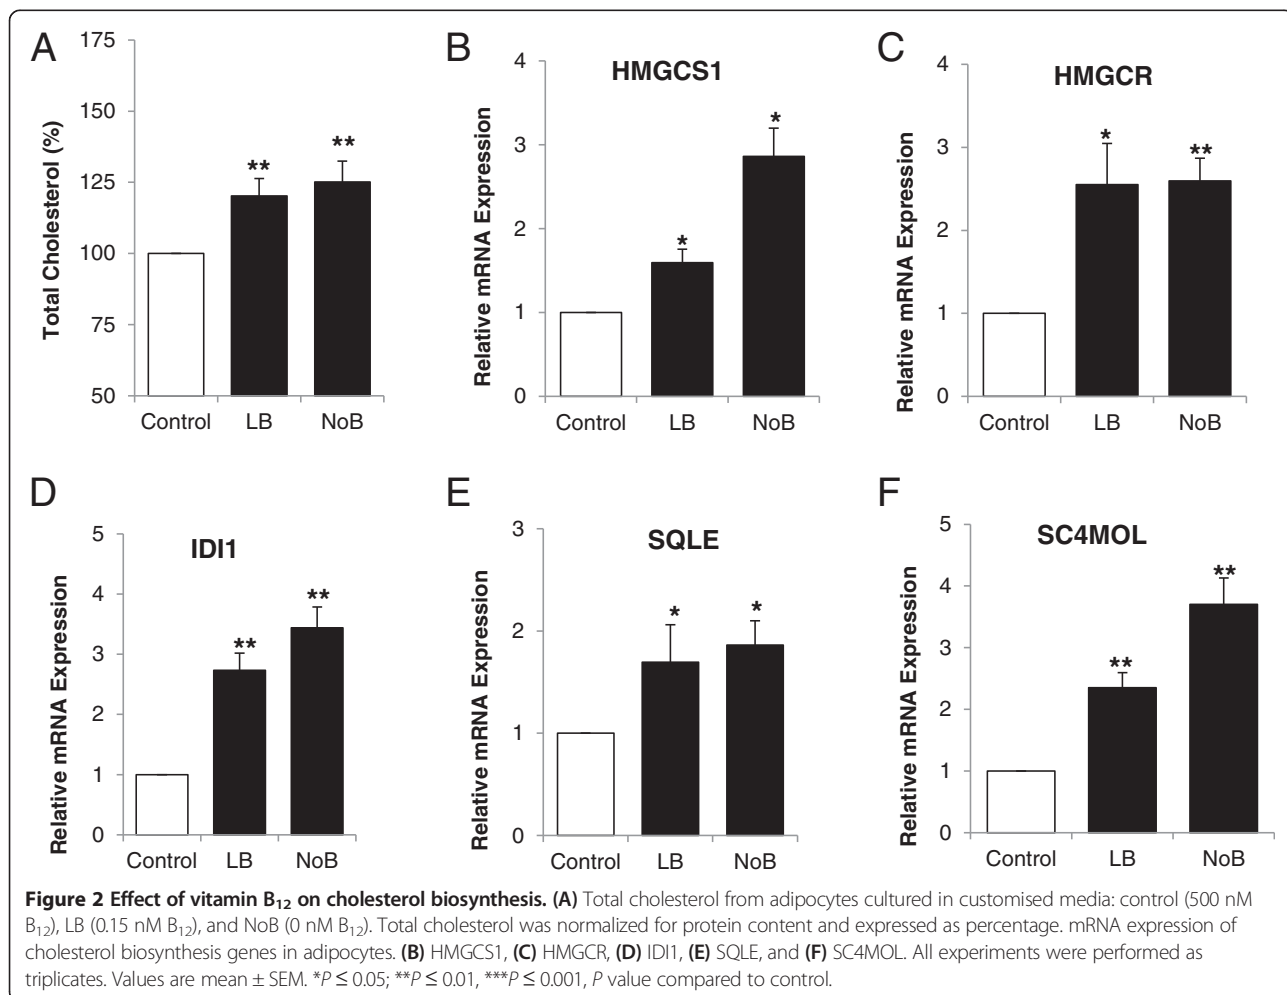 A
175
150
125
100
75
50
Total Cholesterol (%)
**
**
Control LB NoB
B
HMGCS1
4
3
2
1
0
Relative mRNA Expression
*
*
Control LB NoB
C
HMGCR
4
3
2
1
0
Relative mRNA Expression
*
**
Control LB NoB
D
IDI1
5
4
3
2
1
0
Relative mRNA Expression
**
**
Control LB NoB
E
SQLE
3
2
1
0
Relative mRNA Expression
*
*
Control LB NoB
F
SC4MOL
5
4
3
2
1
0
Relative mRNA Expression
**
**
Control LB NoB
Figure 2 Effect of vitamin B₁₂ on cholesterol biosynthesis. (A) Total cholesterol from adipocytes cultured in customised media: control (500 nM
B₁₂), LB (0.15 nM B₁₂), and NoB (0 nM B₁₂). Total cholesterol was normalized for protein content and expressed as percentage. mRNA expression of
cholesterol biosynthesis genes in adipocytes. (B) HMGCS1, (C) HMGCR, (D) IDI1, (E) SQLE, and (F) SC4MOL. All experiments were performed as
triplicates. Values are mean ± SEM. *P ≤ 0.05; **P ≤ 0.01, ***P ≤ 0.001, P value compared to control.